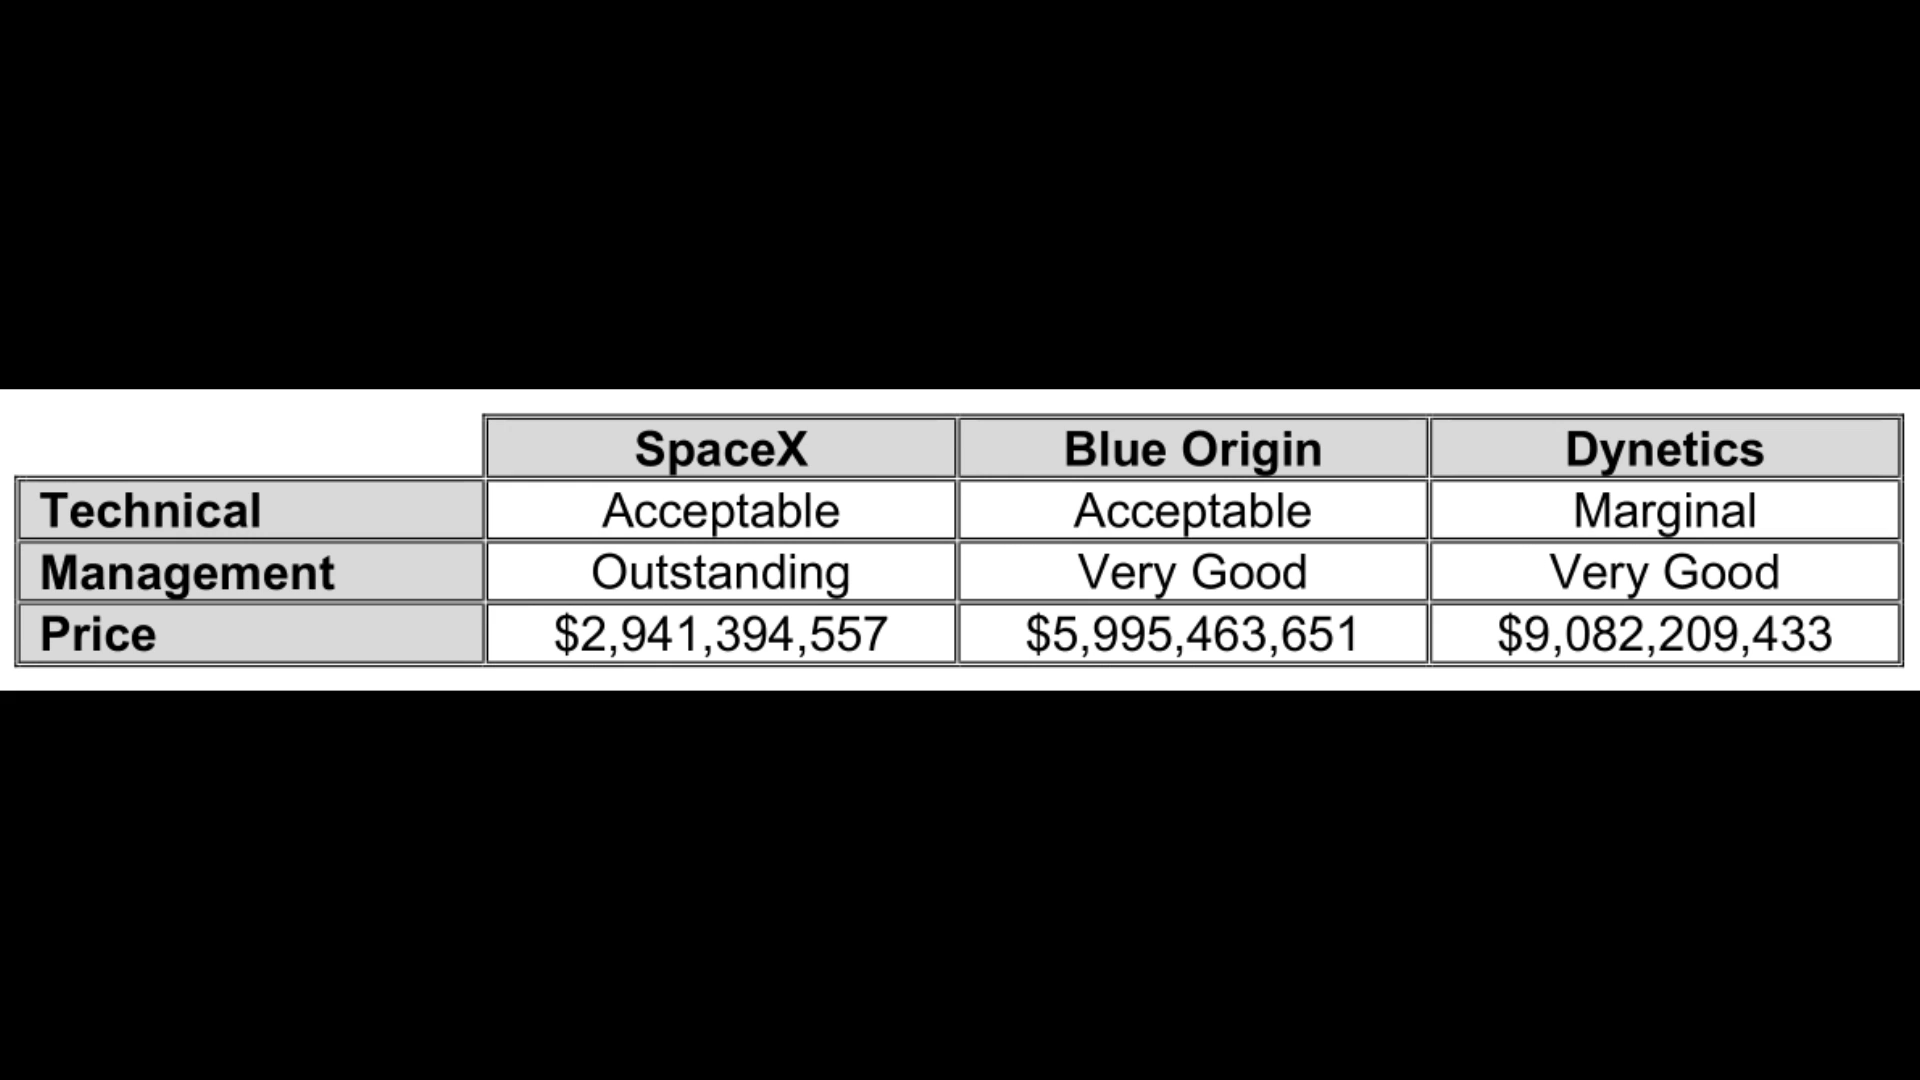 SpaceX Blue Origin Dynetics
Technical Acceptable Acceptable Marginal
Management Outstanding Very Good Very Good
Price $2,941,394,557 $5,995,463,651 $9,082,209,433